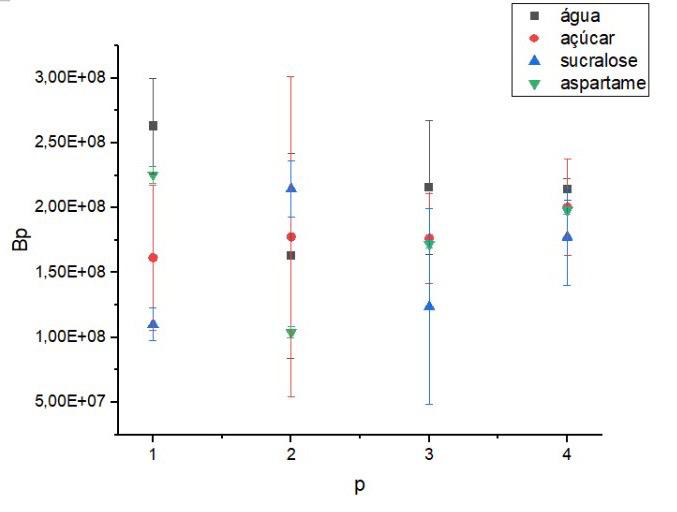 água
açúcar
sucralose
aspartame
3,00E+08
2,50E+08
2,00E+08
1,50E+08
1,00E+08
5,00E+07
Bp
1 2 3 4
p